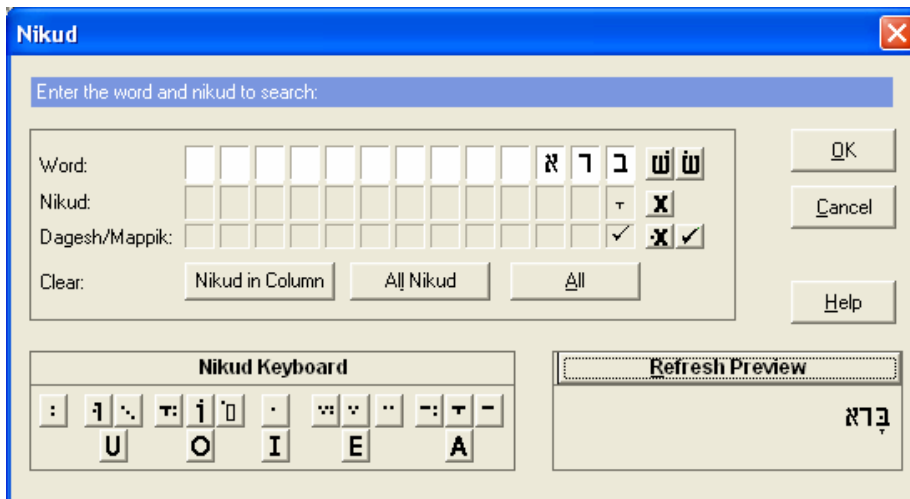 Nikud
Enter the word and nikud to search:
Word: ב ר א שׁ שׂ
Nikud: X
Dagesh/Mappik: ✓ ·X ✓
Clear: Nikud in Column All Nikud All
OK
Cancel
Help
Nikud Keyboard
U O I E A
Refresh Preview
בָּרא